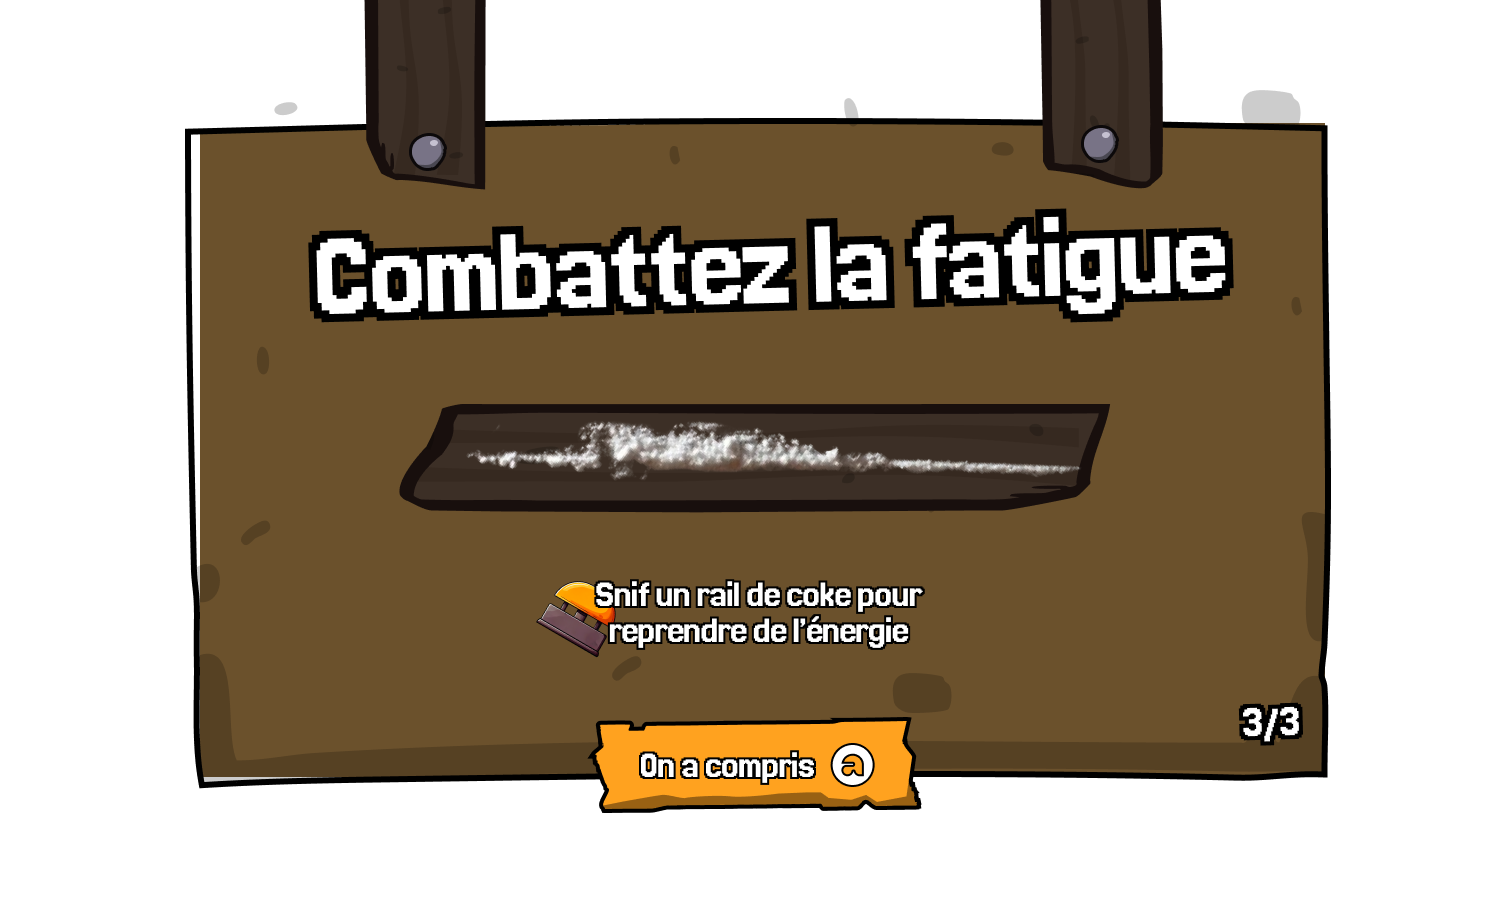 Combattez la fatigue
Snif un rail de coke pour
reprendre de l'énergie
3/3
On a compris a